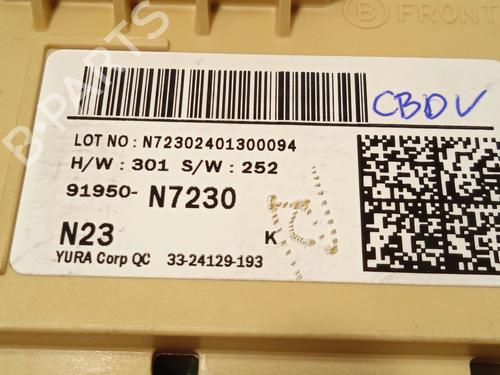 B FRONT
CBDV
LOT NO : N72302401300094
H/W : 301 S/W : 252
91950- N7230
N23
K
YURA Corp QC 33-24129-193
B-PARTS